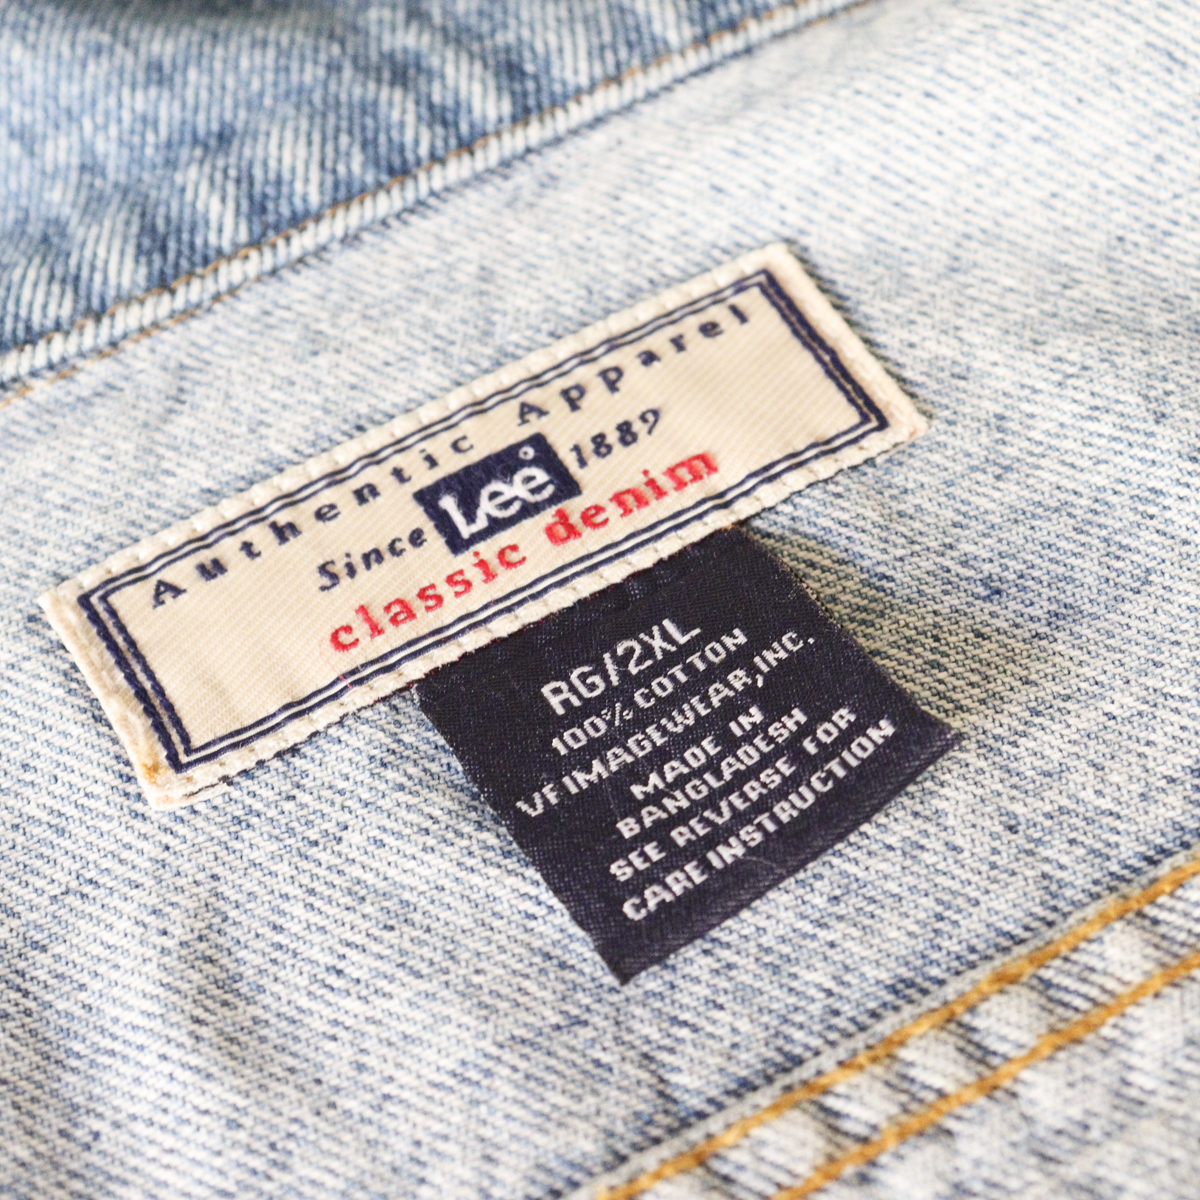 Authentic Apparel
Since Lee 1889
classic denim
RG/2XL
100% COTTON
VF IMAGEWEAR, INC.
MADE IN
BANGLADESH
SEE REVERSE FOR
CARE INSTRUCTION